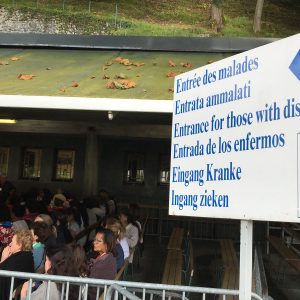 Entrée des malades
Entrata ammalati
Entrance for those with dis
Entrada de los enfermos
Eingang Kranke
Ingang zieken